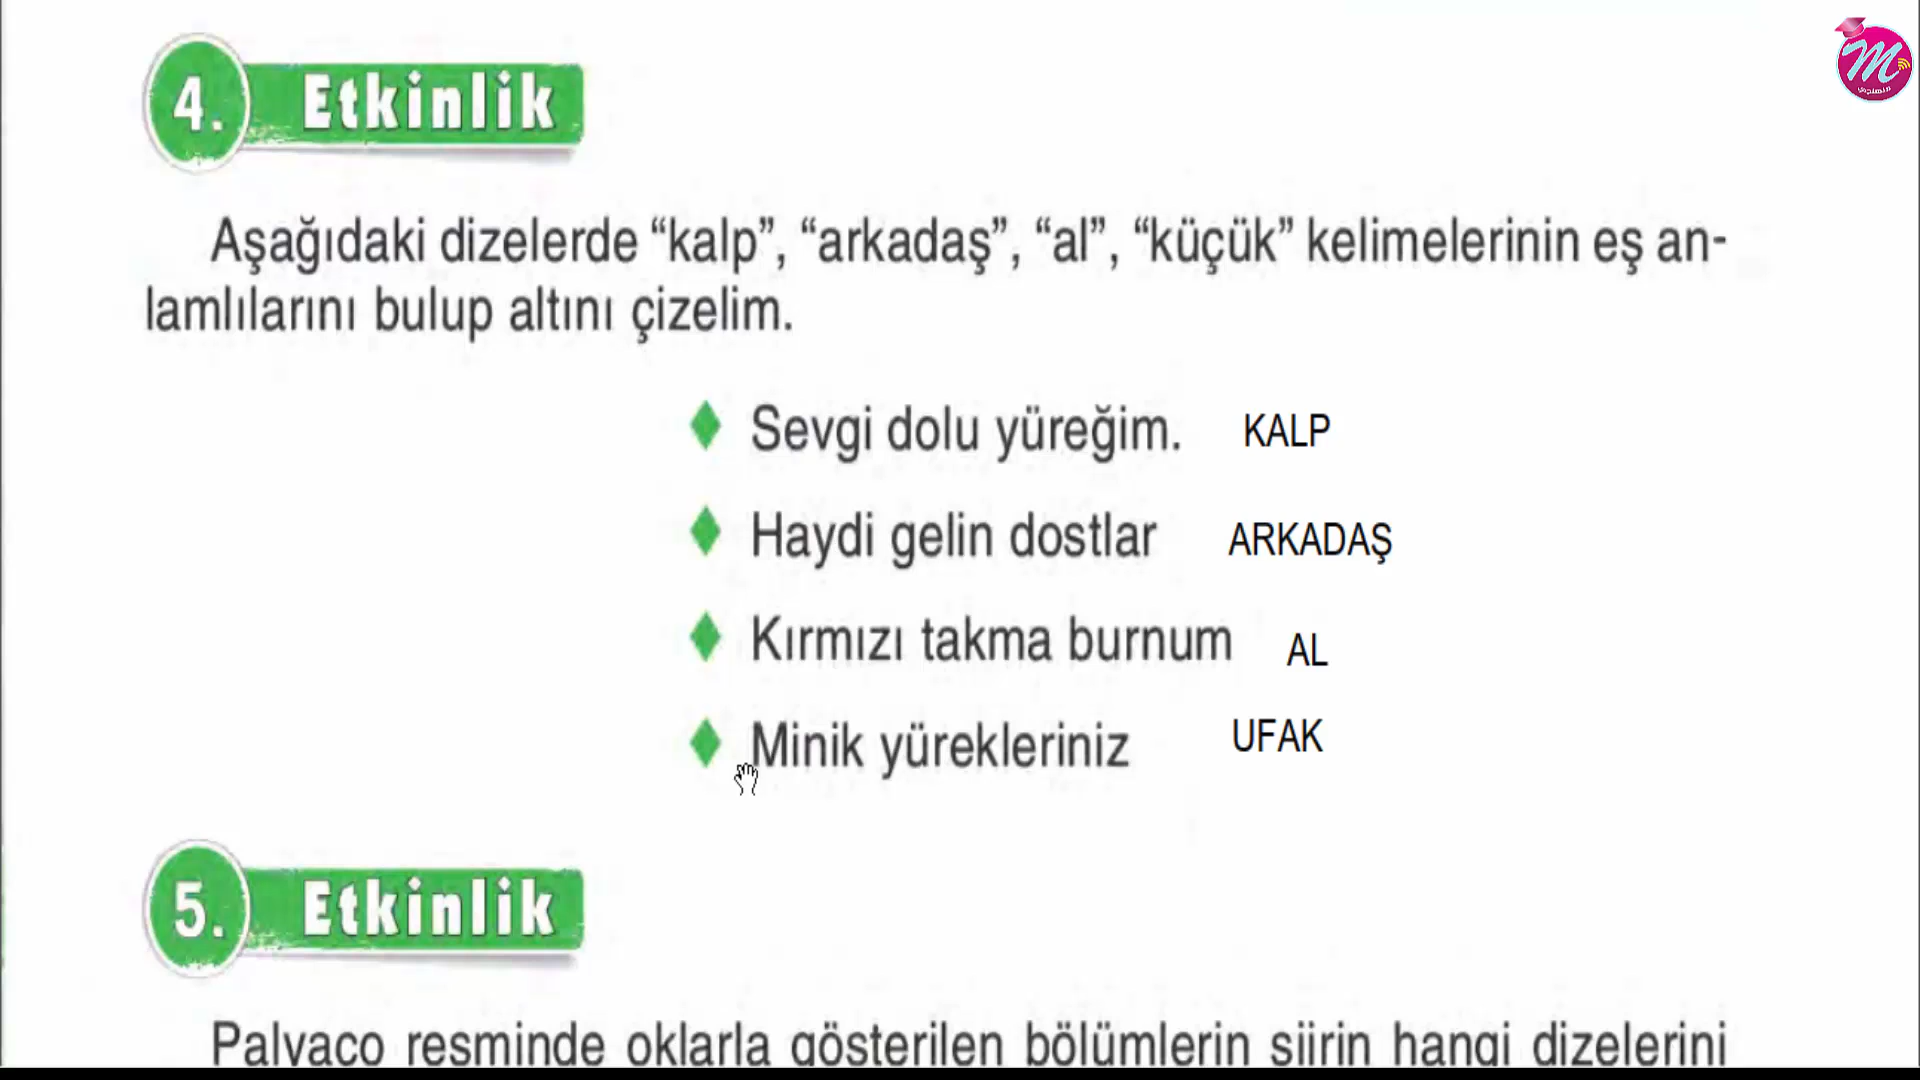 4. Etkinlik
Aşağıdaki dizelerde “kalp”, “arkadaş”, “al”, “küçük” kelimelerinin eş an-
lamlılarını bulup altını çizelim.
Sevgi dolu yüreğim. KALP
Haydi gelin dostlar ARKADAŞ
Kırmızı takma burnum AL
Minik yürekleriniz UFAK
5. Etkinlik
Palyaço resminde oklarla gösterilen bölümlerin şiirin hangi dizelerini